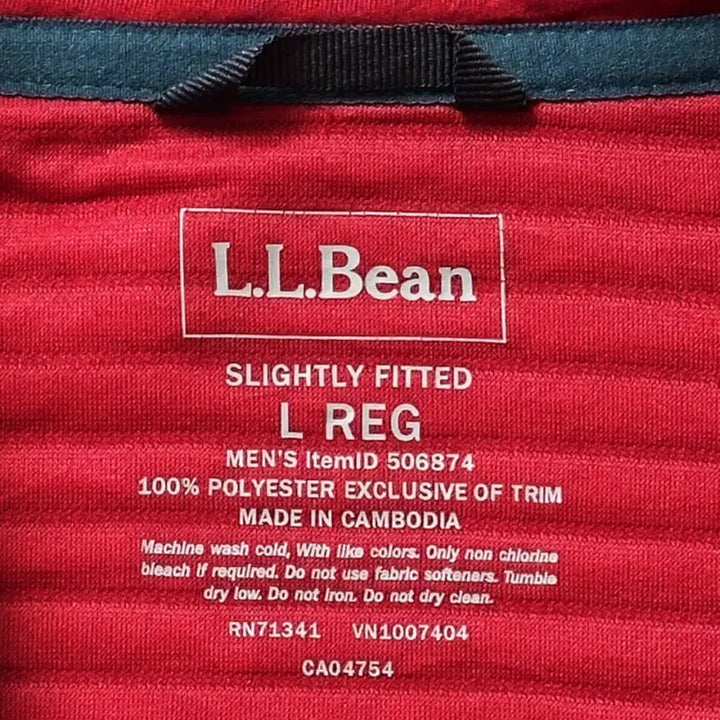 L.L.Bean
SLIGHTLY FITTED
L REG
MEN'S ItemID 506874
100% POLYESTER EXCLUSIVE OF TRIM
MADE IN CAMBODIA
Machine wash cold, With like colors. Only non chlorine
bleach if required. Do not use fabric softeners. Tumble
dry low. Do not iron. Do not dry clean.
RN71341 VN1007404
CA04754